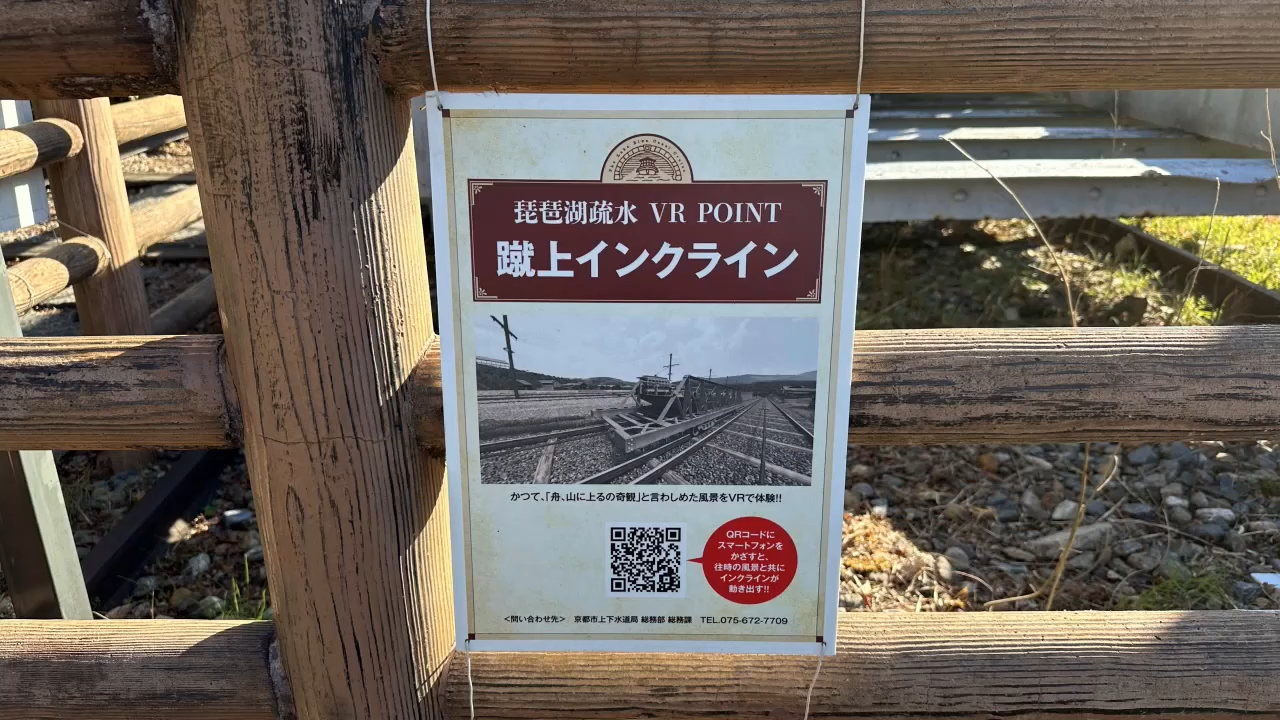 琵琶湖疏水 VR POINT
蹴上インクライン
かつて、「舟、山に上るの奇観」と言わしめた風景をVRで体験!!
QRコードに
スマートフォンを
かざすと、
往時の風景と共に
インクラインが
動き出す!!
<問い合わせ先> 京都市上下水道局 総務部 総務課 TEL.075-672-7709